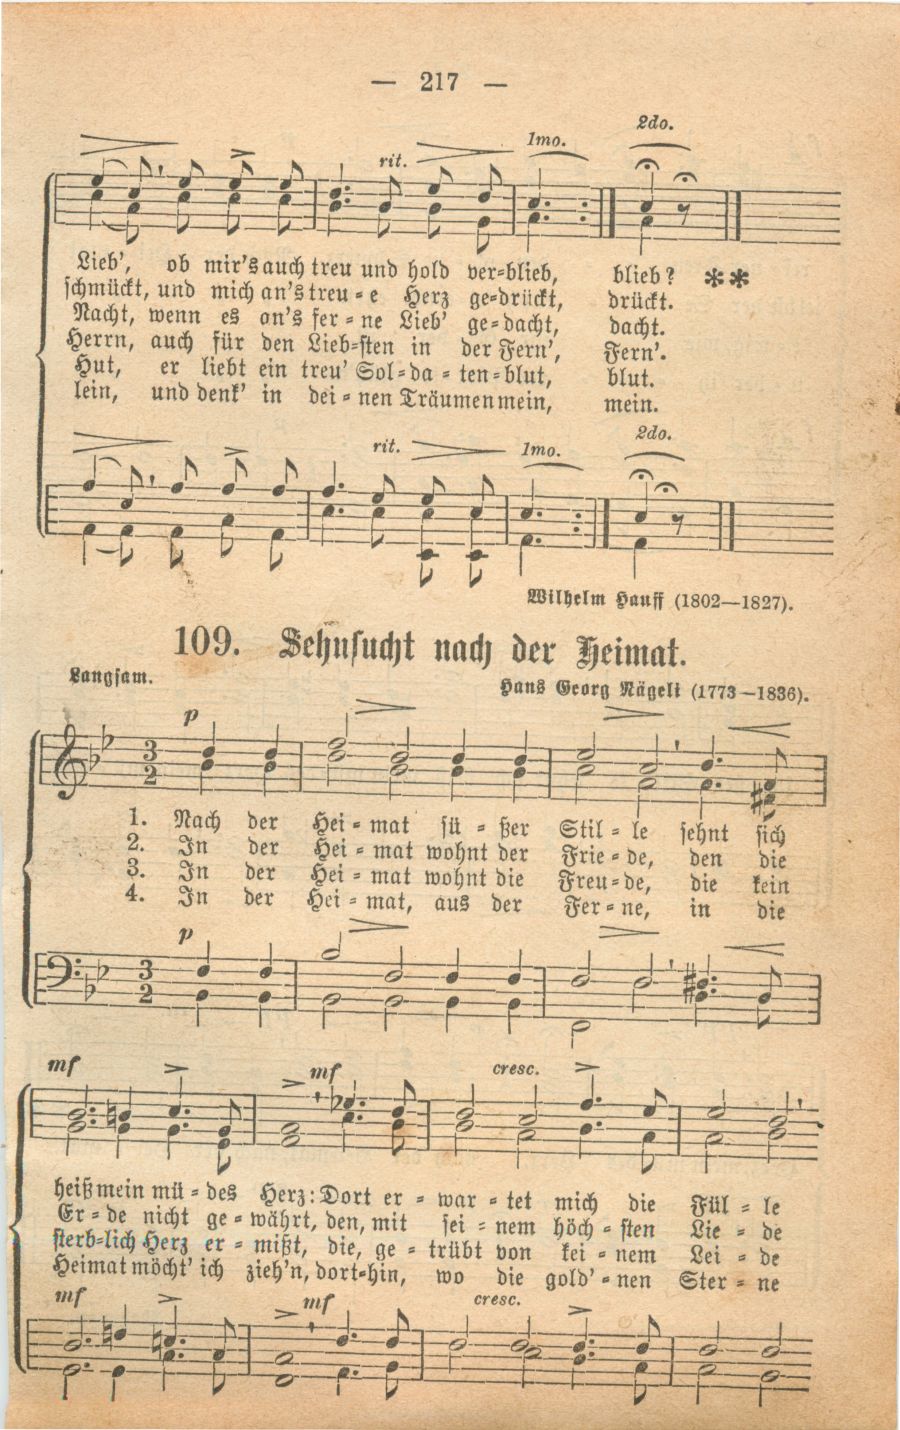 — 217 —
1mo. 2do.
rit.
Lieb', ob mir's auch treu und hold ver-blieb, blieb? **
schmückt, und mich an's treu-e Herz ge-drückt, drückt.
Nacht, wenn es an's fer-ne Lieb' ge-dacht, dacht.
Herrn, auch für den Lieb-sten in der Fern', Fern'.
Hut, er liebt ein treu' Sol-da-ten-blut, blut.
lein, und denk' in dei-nen Träumen mein, mein.
rit. 1mo. 2do.
Wilhelm Hauff (1802—1827).
109. Sehnsucht nach der Heimat.
Langsam.
Hans Georg Nägeli (1773—1836).
p
3
2
1. Nach der Hei-mat sü-ßer Stil-le sehnt sich
2. In der Hei-mat wohnt der Frie-de, den die
3. In der Hei-mat wohnt die Freu-de, die kein
4. In der Hei-mat, aus der Fer-ne, in die
p
3
2
mf mf cresc.
heiß mein mü-des Herz: Dort er-war-tet mich die Fül-le
Er-de nicht ge-währt, den, mit sei-nem höch-sten Lie-de
sterb-lich Herz er-mißt, die, ge-trübt von kei-nem Lei-de
Heimat möcht' ich zieh'n, dort-hin, wo die gold'-nen Ster-ne
mf mf cresc.